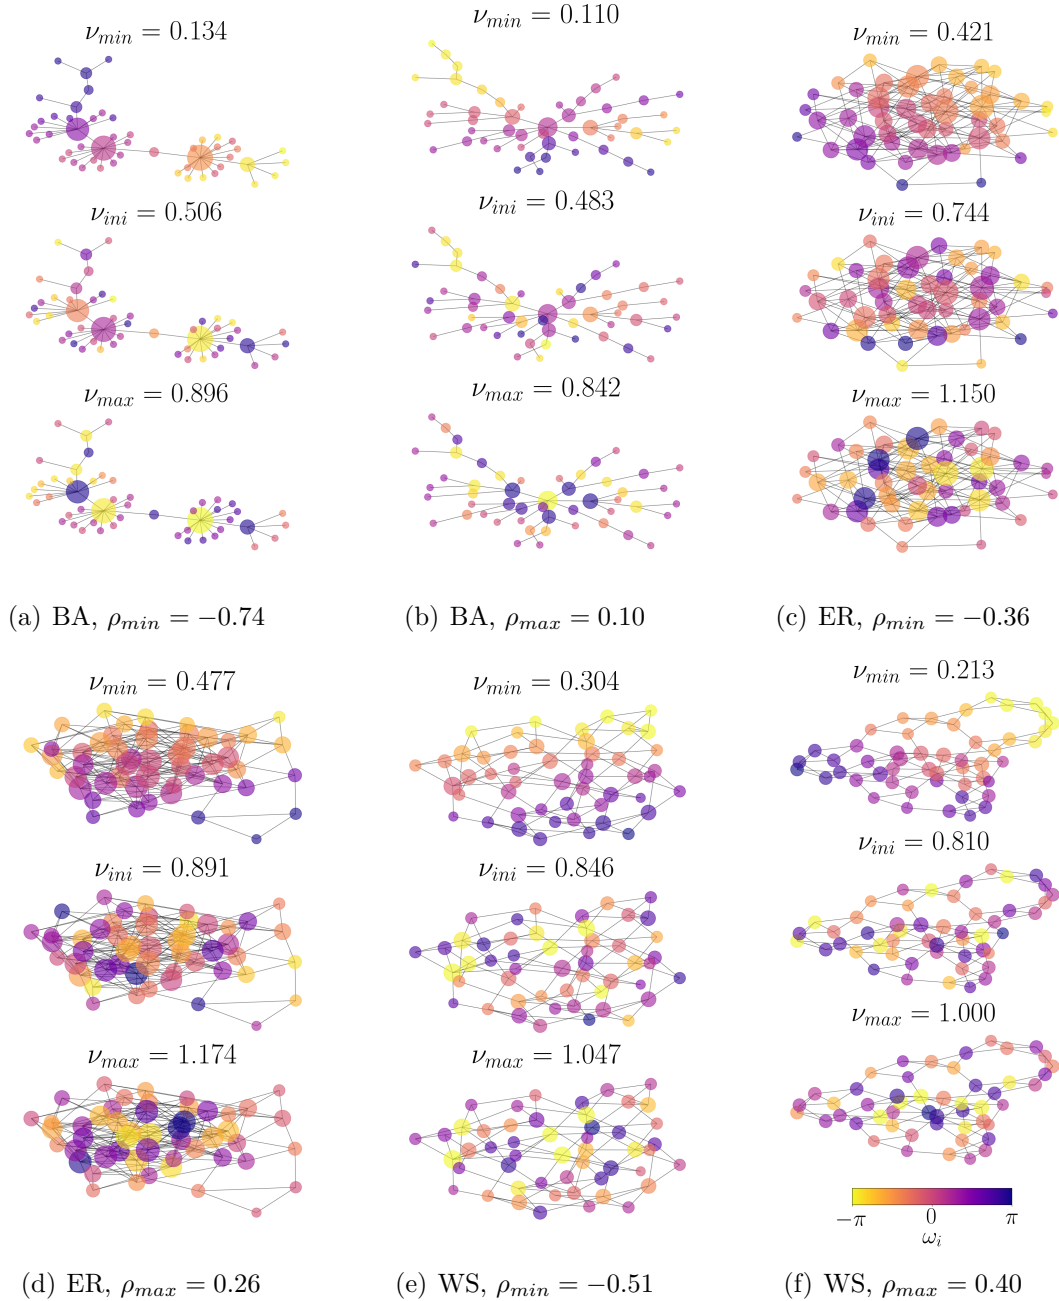 ν_min = 0.134
ν_ini = 0.506
ν_max = 0.896
(a) BA, ρ_min = −0.74
ν_min = 0.110
ν_ini = 0.483
ν_max = 0.842
(b) BA, ρ_max = 0.10
ν_min = 0.421
ν_ini = 0.744
ν_max = 1.150
(c) ER, ρ_min = −0.36
ν_min = 0.477
ν_ini = 0.891
ν_max = 1.174
(d) ER, ρ_max = 0.26
ν_min = 0.304
ν_ini = 0.846
ν_max = 1.047
(e) WS, ρ_min = −0.51
ν_min = 0.213
ν_ini = 0.810
ν_max = 1.000
−π 0 π
ω_i
(f) WS, ρ_max = 0.40